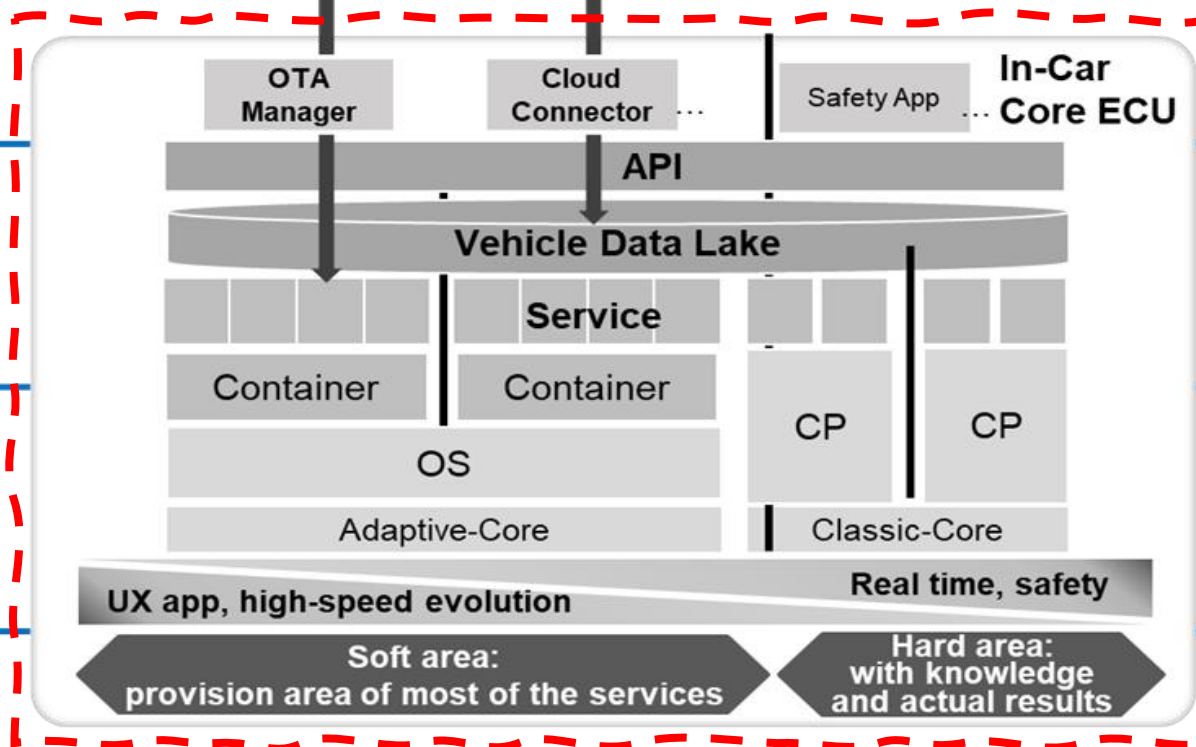 OTA
Manager
Cloud
Connector
...
Safety App
...
In-Car
Core ECU
API
Vehicle Data Lake
Service
Container
Container
CP
CP
OS
Adaptive-Core
Classic-Core
UX app, high-speed evolution
Real time, safety
Soft area:
provision area of most of the services
Hard area:
with knowledge
and actual results